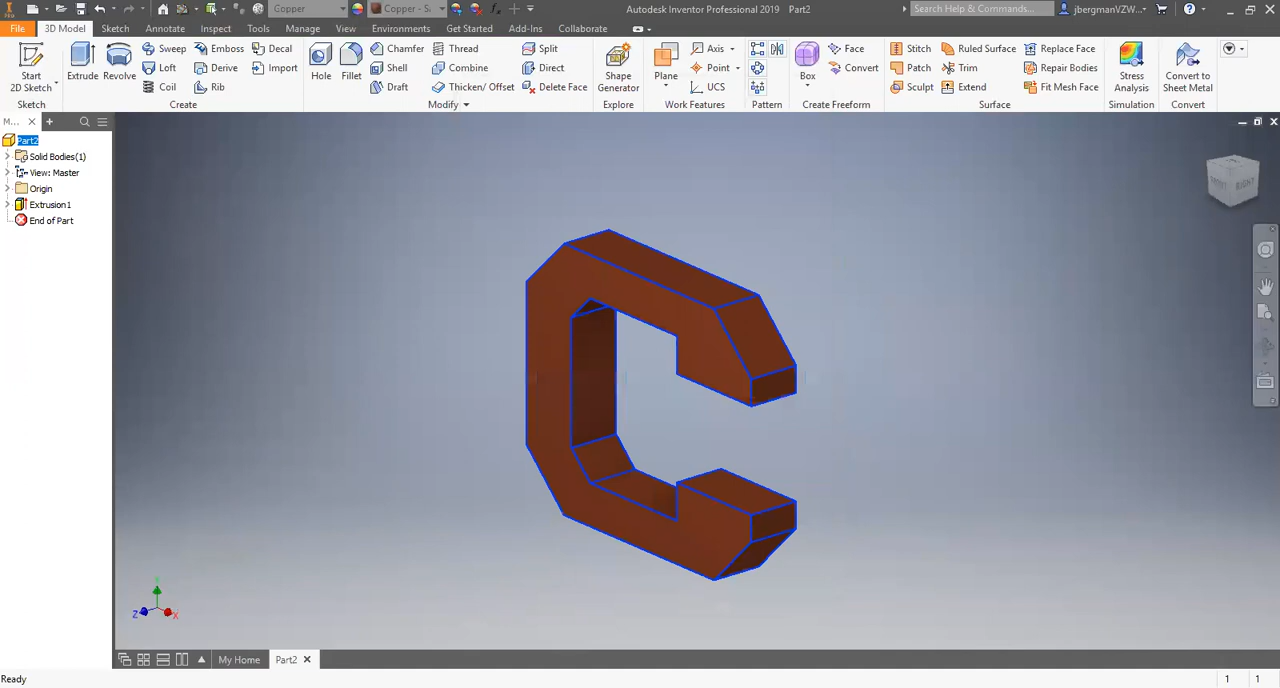 Copper
Copper - S
Autodesk Inventor Professional 2019 Part2
Search Help & Commands...
jbergmanVZW...
File
3D Model
Sketch
Annotate
Inspect
Tools
Manage
View
Environments
Get Started
Add-Ins
Collaborate
Start
2D Sketch
Sketch
Extrude
Revolve
Sweep
Emboss
Decal
Loft
Derive
Import
Coil
Rib
Create
Hole
Fillet
Chamfer
Thread
Split
Shell
Combine
Direct
Draft
Thicken/ Offset
Delete Face
Modify
Shape
Generator
Explore
Plane
Axis
Point
UCS
Work Features
Pattern
Box
Face
Convert
Create Freeform
Stitch
Ruled Surface
Replace Face
Patch
Trim
Repair Bodies
Sculpt
Extend
Fit Mesh Face
Surface
Stress
Analysis
Simulation
Convert to
Sheet Metal
Convert
M...
Part2
Solid Bodies(1)
View: Master
Origin
Extrusion1
End of Part
RIGHT
Z
X
My Home
Part2
Ready
1
1